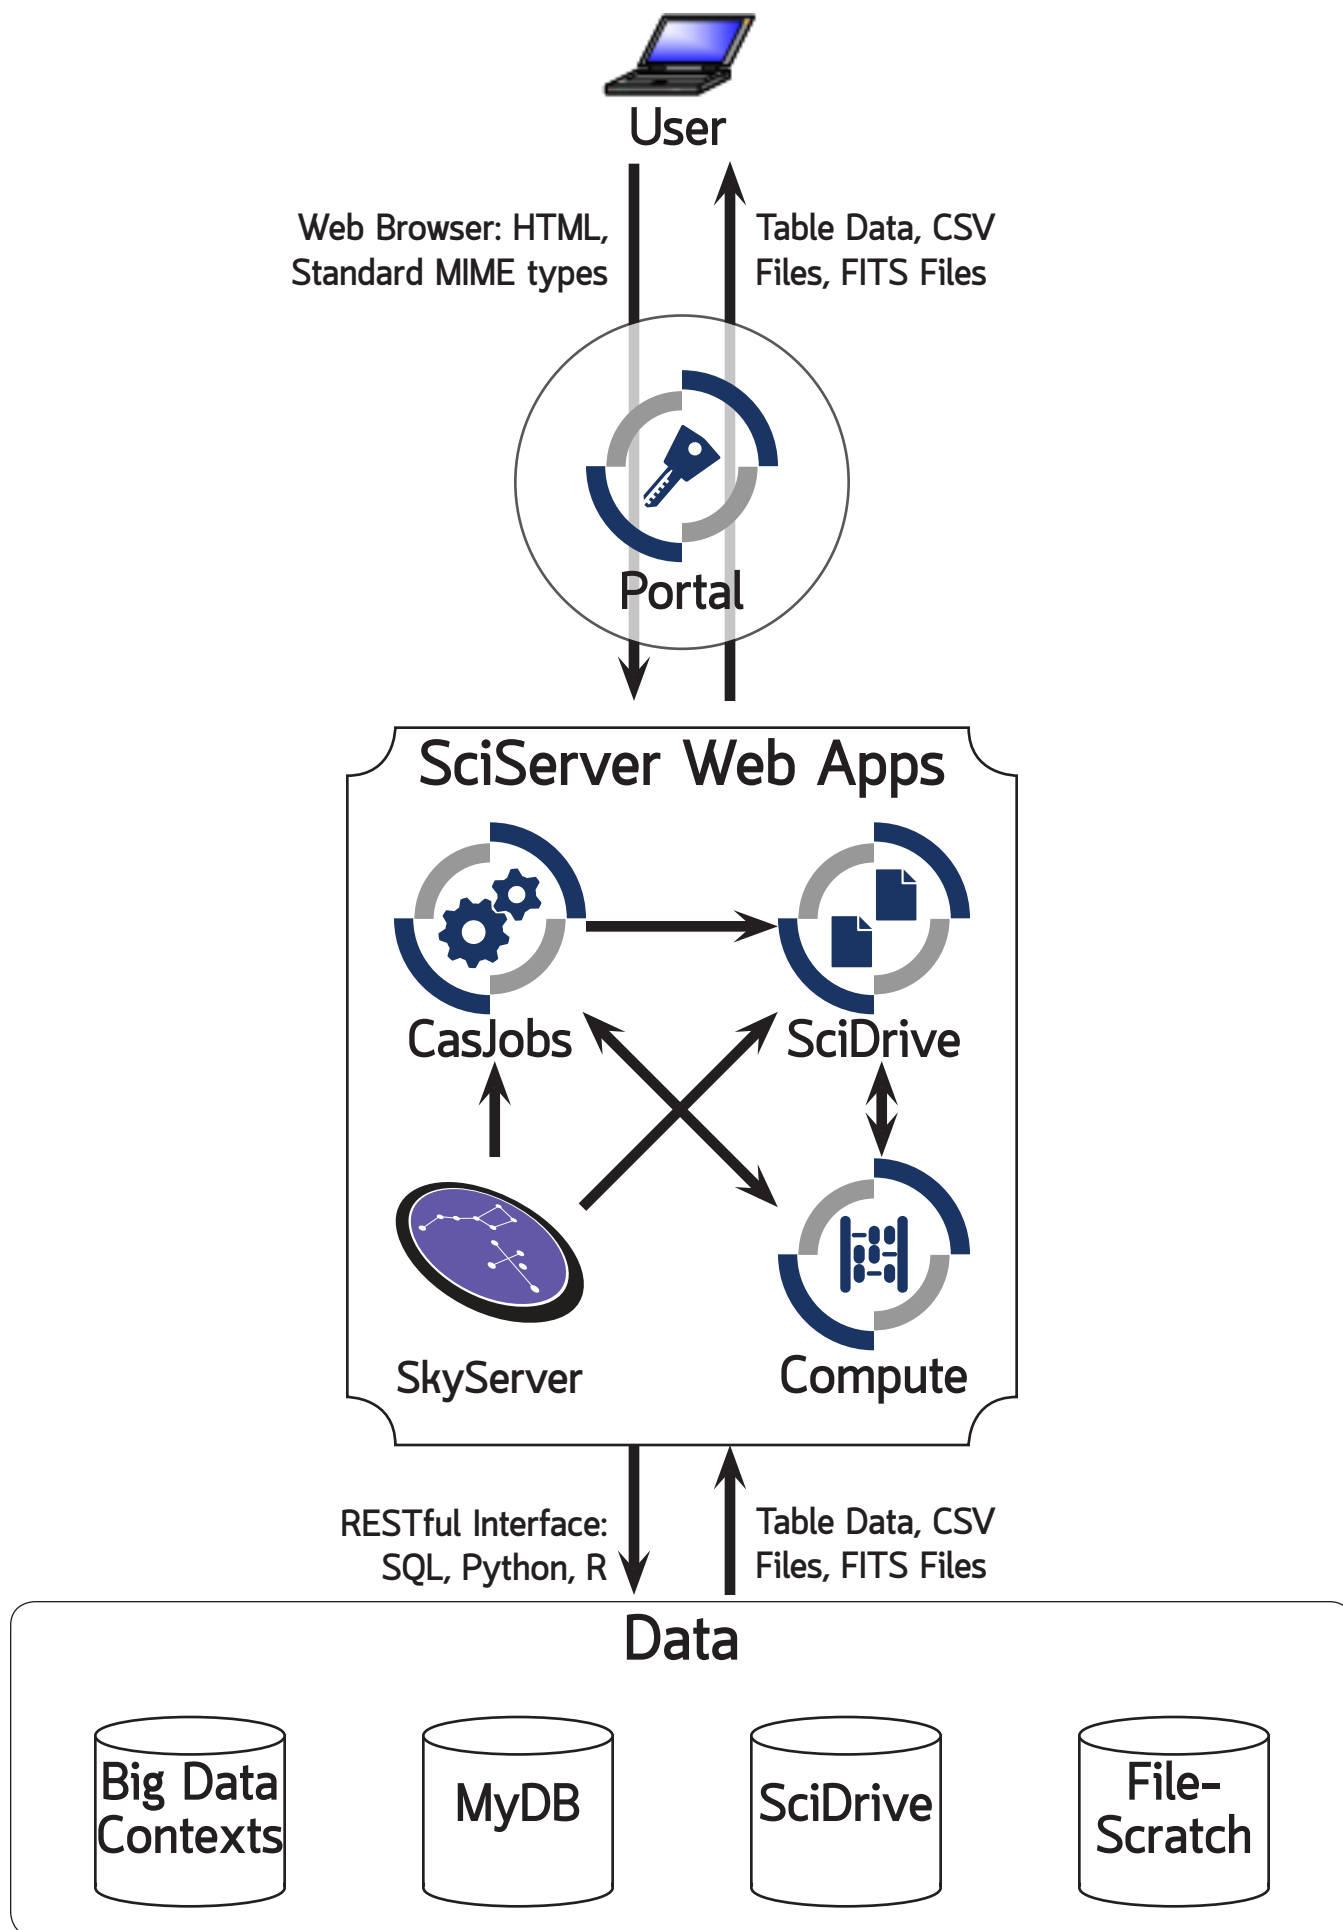 User
Web Browser: HTML,
Standard MIME types
Table Data, CSV
Files, FITS Files
Portal
SciServer Web Apps
CasJobs
SciDrive
SkyServer
Compute
RESTful Interface:
SQL, Python, R
Table Data, CSV
Files, FITS Files
Data
Big Data
Contexts
MyDB
SciDrive
File-
Scratch